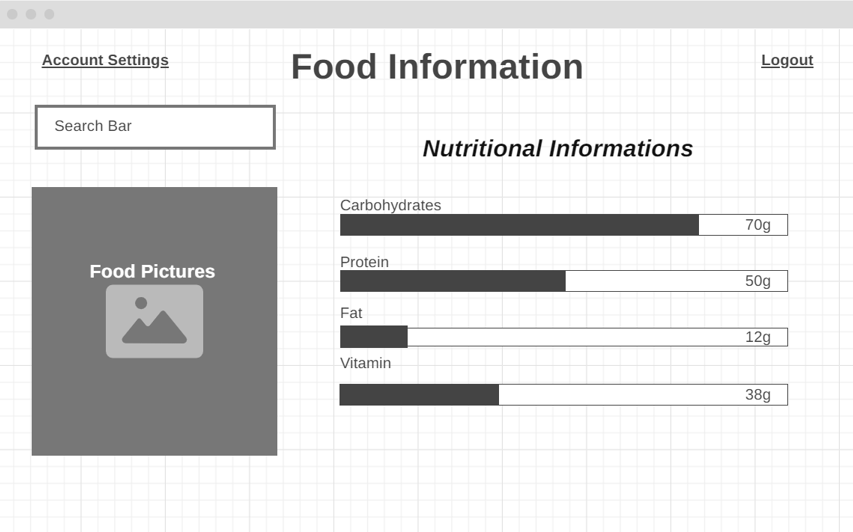 Account Settings
Food Information
Logout
Search Bar
Nutritional Informations
Food Pictures
Carbohydrates
70g
Protein
50g
Fat
12g
Vitamin
38g